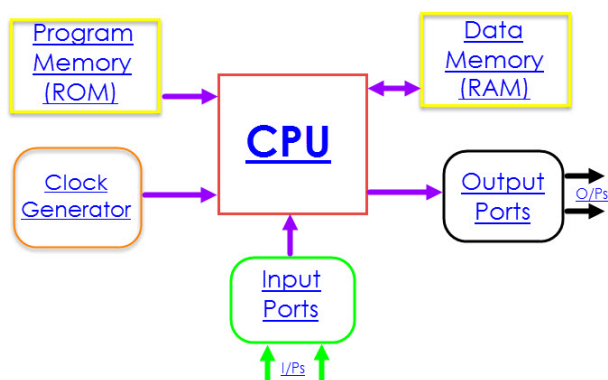 Program
Memory
(ROM)
Data
Memory
(RAM)
CPU
Clock
Generator
Output
Ports
O/Ps
Input
Ports
I/Ps